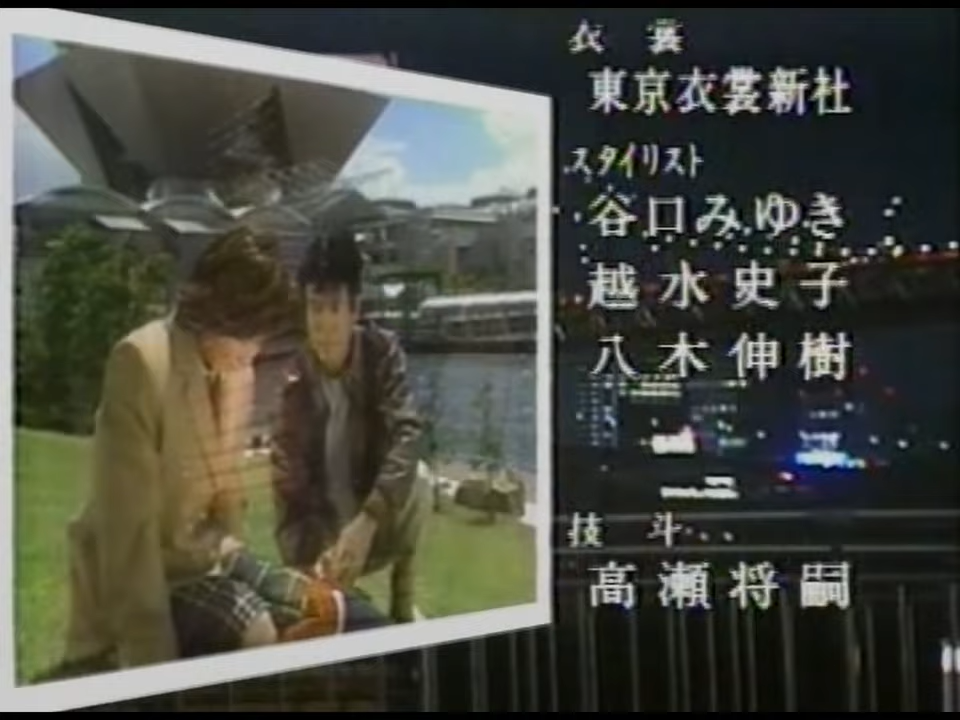 衣裳
東京衣裳新社
スタイリスト
谷口みゆき
越水史子
八木伸樹
技斗
高瀬将嗣